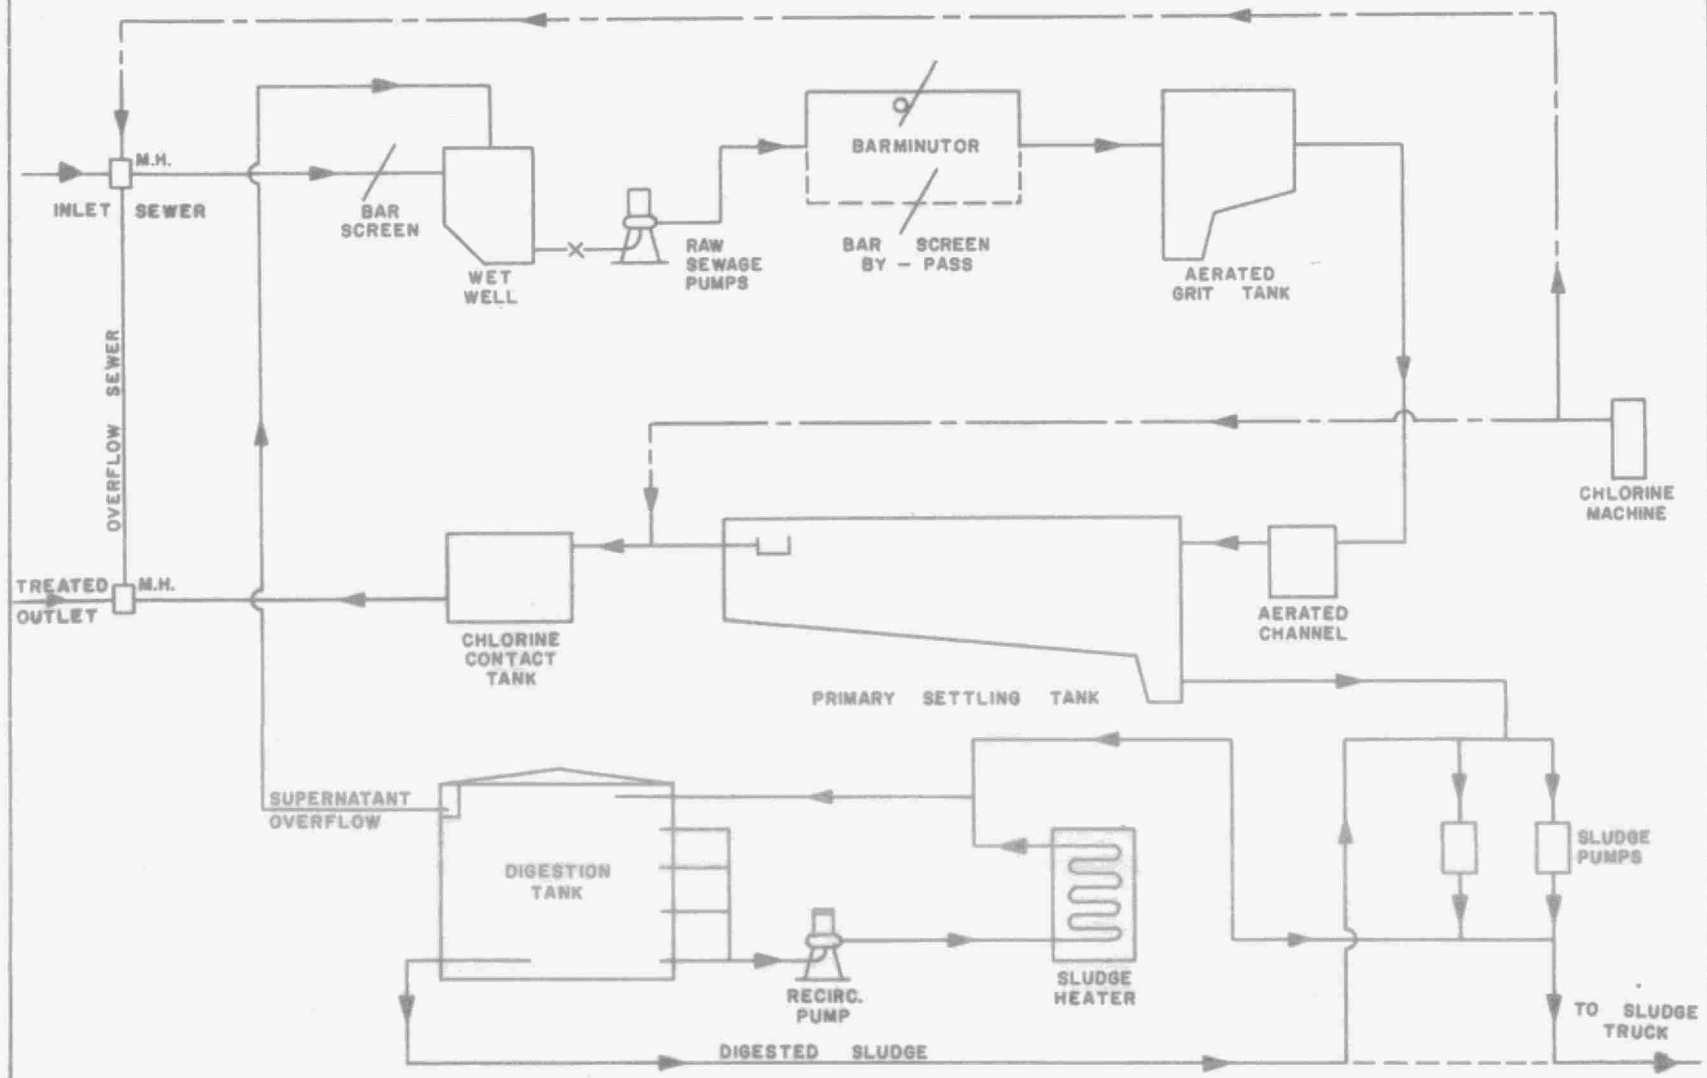 M.H.
INLET SEWER
BAR
SCREEN
WET
WELL
RAW
SEWAGE
PUMPS
BARMINUTOR
BAR SCREEN
BY - PASS
AERATED
GRIT TANK
OVERFLOW SEWER
CHLORINE
MACHINE
TREATED
OUTLET
M.H.
CHLORINE
CONTACT
TANK
PRIMARY SETTLING TANK
AERATED
CHANNEL
SUPERNATANT
OVERFLOW
DIGESTION
TANK
RECIRC.
PUMP
SLUDGE
HEATER
SLUDGE
PUMPS
DIGESTED SLUDGE
TO SLUDGE
TRUCK